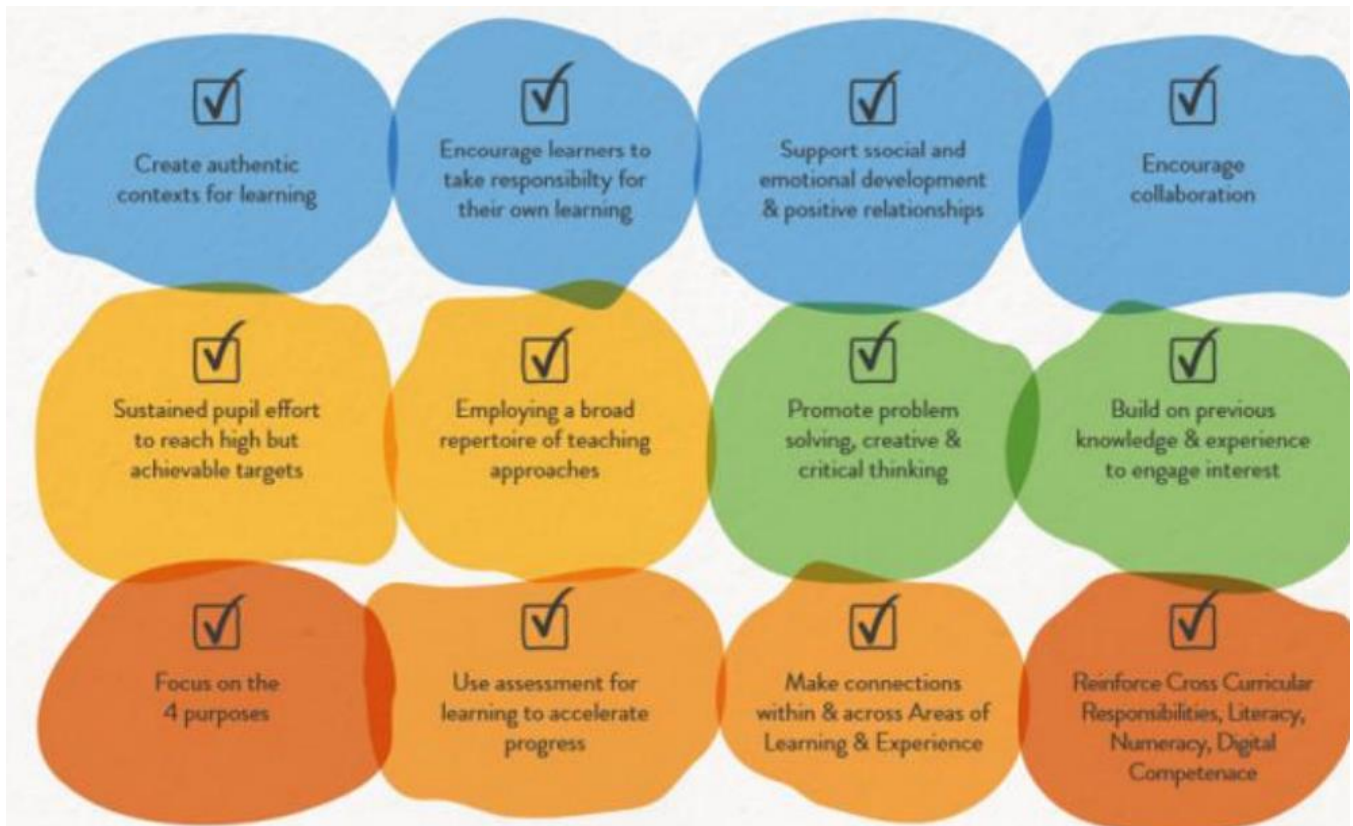 Create authentic
contexts for learning
Encourage learners to
take responsibilty for
their own learning
Support ssocial and
emotional development
& positive relationships
Encourage
collaboration
Sustained pupil effort
to reach high but
achievable targets
Employing a broad
repertoire of teaching
approaches
Promote problem
solving, creative &
critical thinking
Build on previous
knowledge & experience
to engage interest
Focus on the
4 purposes
Use assessment for
learning to accelerate
progress
Make connections
within & across Areas of
Learning & Experience
Reinforce Cross Curricular
Responsibilities, Literacy,
Numeracy, Digital
Competenace